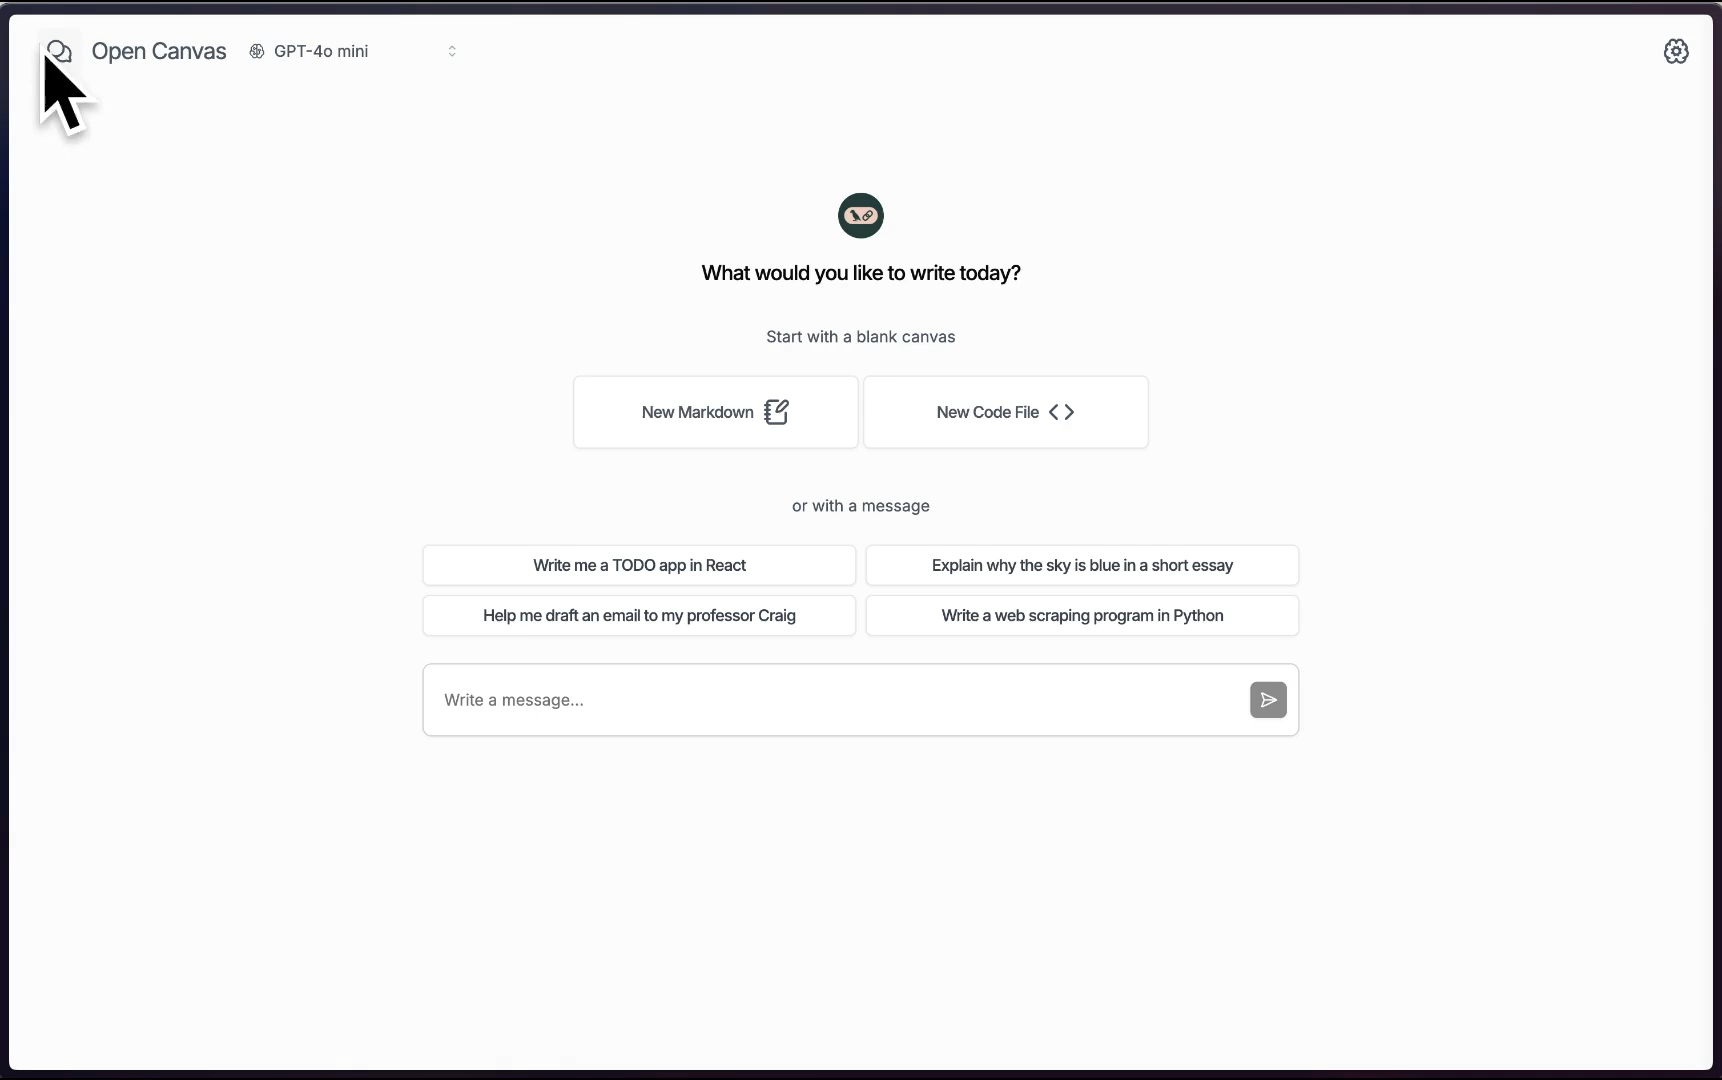 Open Canvas
GPT-4o mini
What would you like to write today?
Start with a blank canvas
New Markdown
New Code File
or with a message
Write me a TODO app in React
Explain why the sky is blue in a short essay
Help me draft an email to my professor Craig
Write a web scraping program in Python
Write a message...